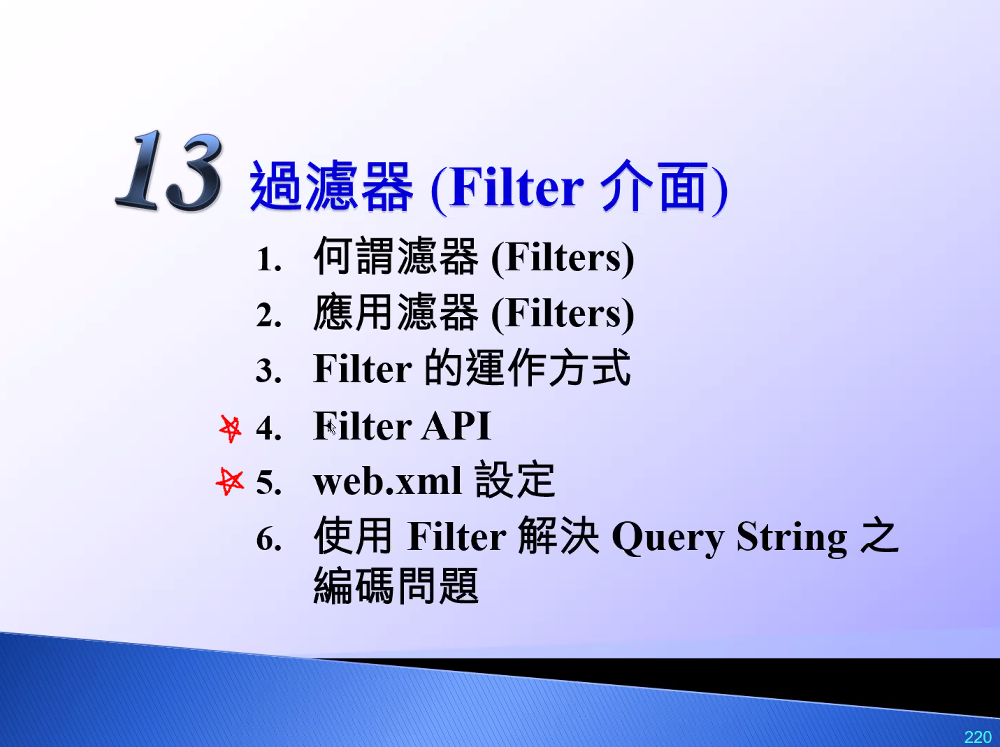 13 過濾器 (Filter 介面)
1. 何謂濾器 (Filters)
2. 應用濾器 (Filters)
3. Filter 的運作方式
4. Filter API
5. web.xml 設定
6. 使用 Filter 解決 Query String 之
編碼問題
220